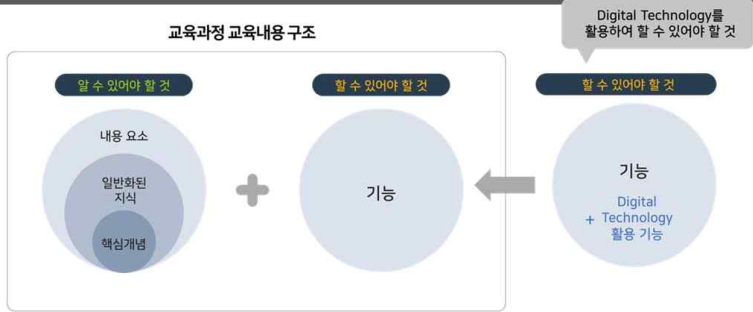 Digital Technology를
활용하여 할 수 있어야 할 것
교육과정 교육내용 구조
알 수 있어야 할 것
할 수 있어야 할 것
할 수 있어야 할 것
내용 요소
일반화된
지식
핵심개념
기능
기능
Digital
+ Technology
활용 기능